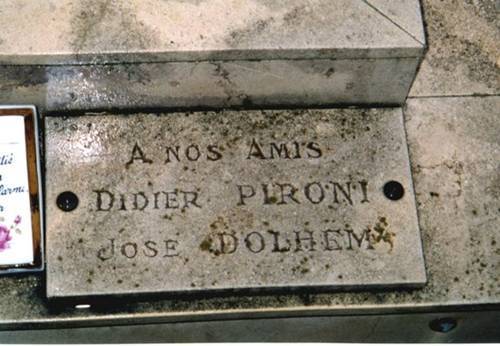 A NOS AMIS
DIDIER PIRONI
JOSE DOLHEM